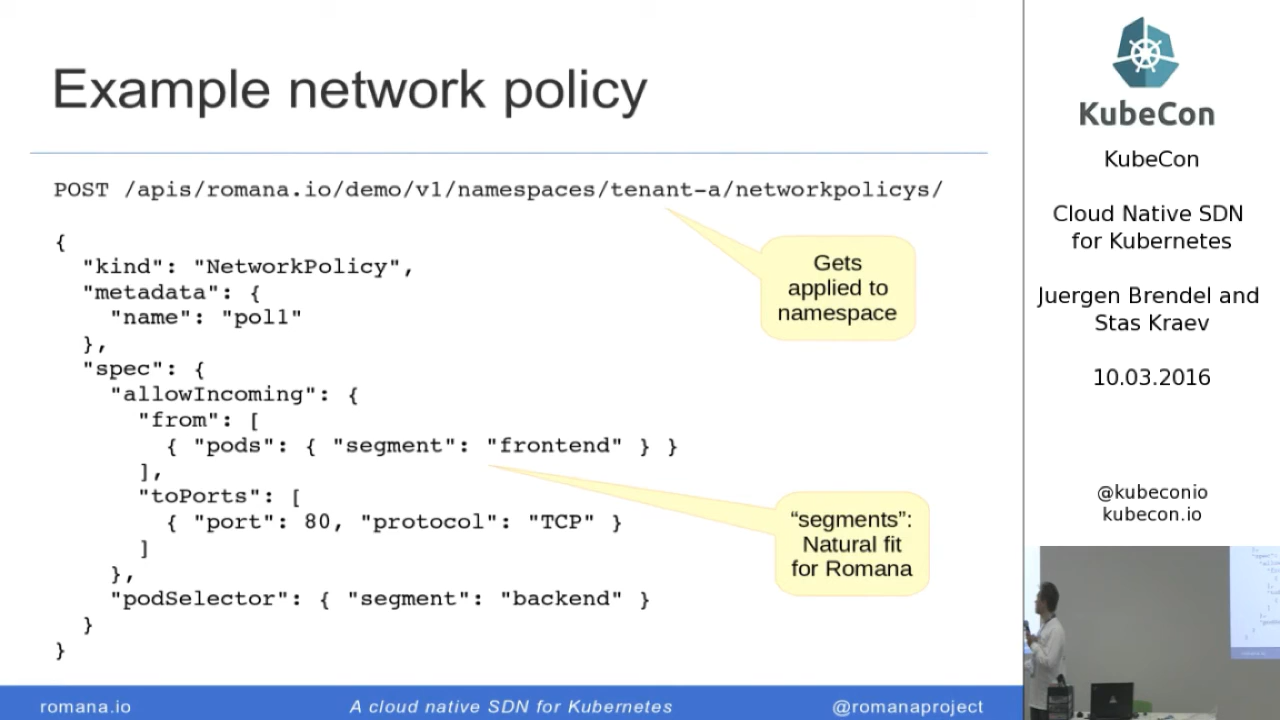 Example network policy
POST /apis/romana.io/demo/v1/namespaces/tenant-a/networkpolicys/
{
"kind": "NetworkPolicy",
"metadata": {
"name": "pol1"
},
"spec": {
"allowIncoming": {
"from": [
{ "pods": { "segment": "frontend" } }
],
"toPorts": [
{ "port": 80, "protocol": "TCP" }
]
},
"podSelector": { "segment": "backend" }
}
}
Gets
applied to
namespace
“segments”:
Natural fit
for Romana
romana.io
A cloud native SDN for Kubernetes
@romanaproject
KubeCon
KubeCon
Cloud Native SDN
for Kubernetes
Juergen Brendel and
Stas Kraev
10.03.2016
@kubeconio
kubecon.io